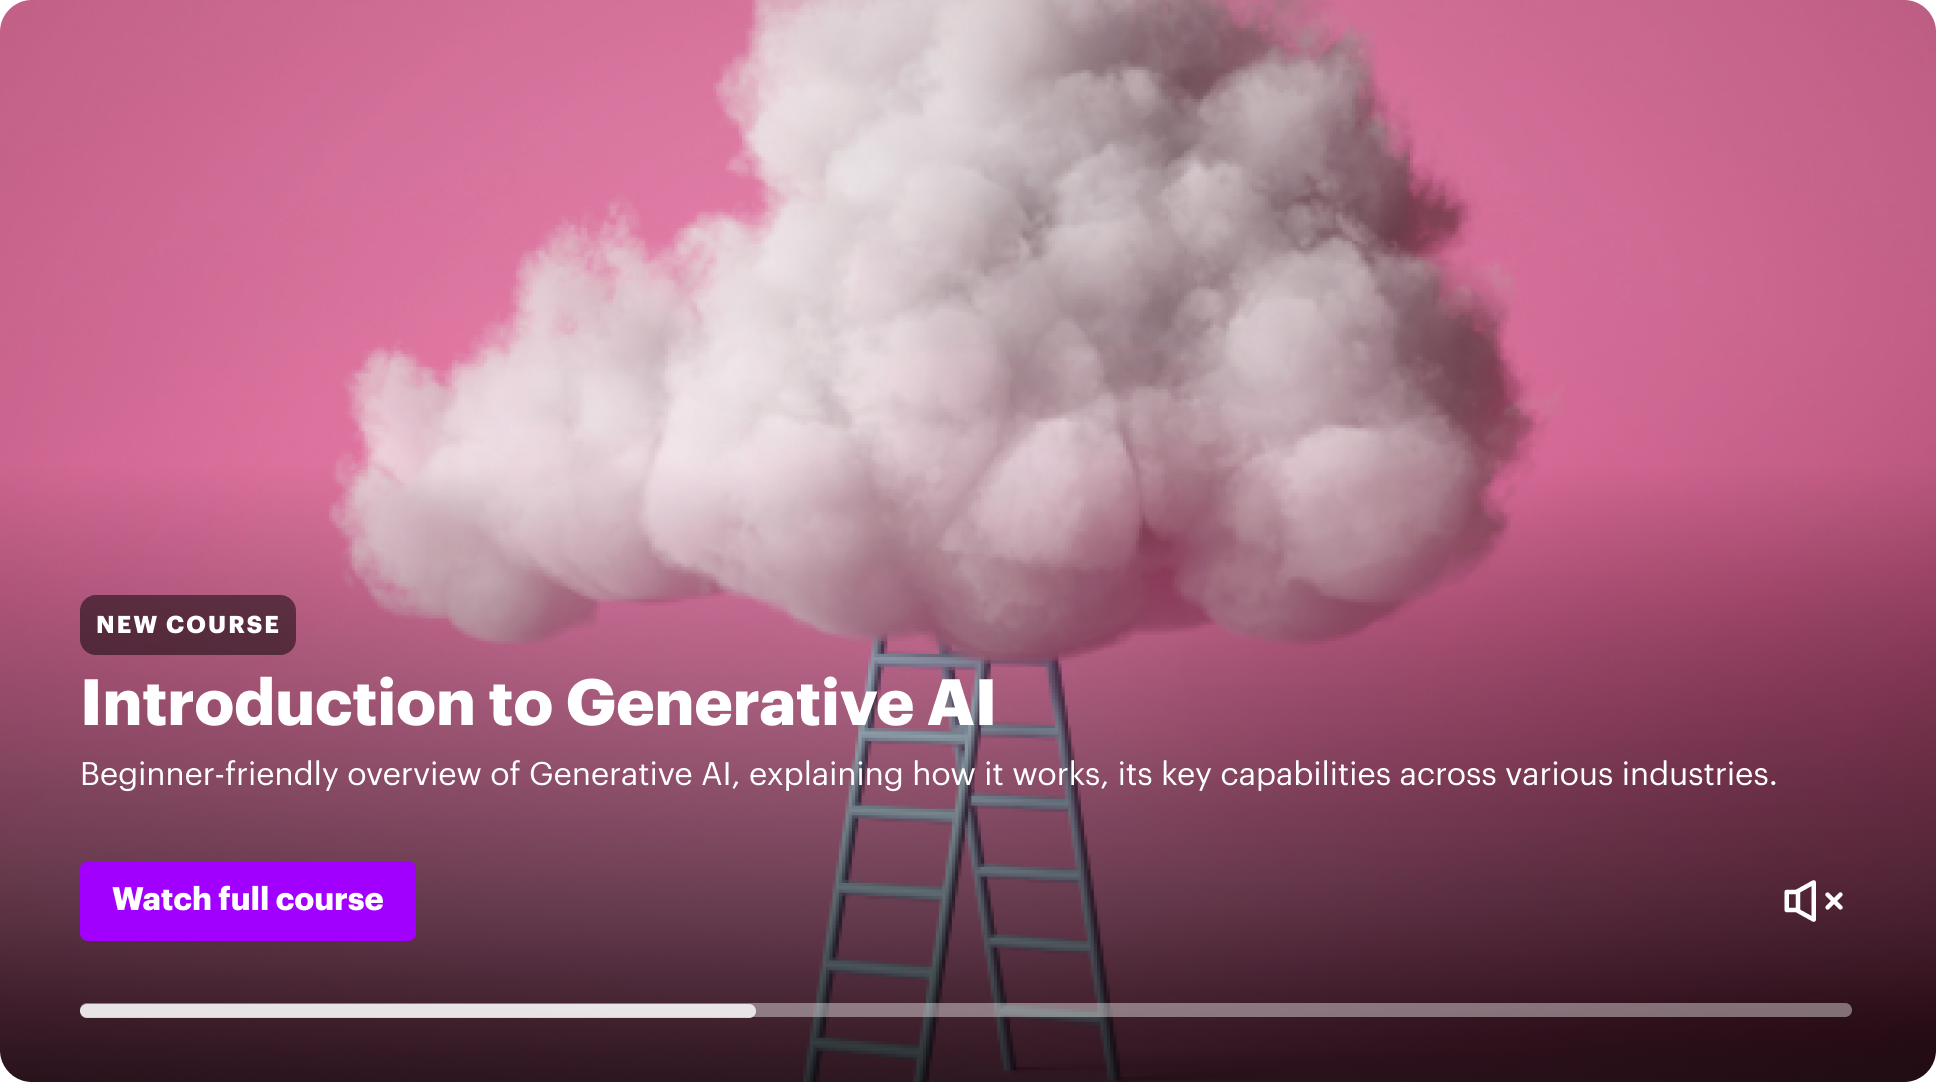 NEW COURSE
Introduction to Generative AI
Beginner-friendly overview of Generative AI, explaining how it works, its key capabilities across various industries.
Watch full course